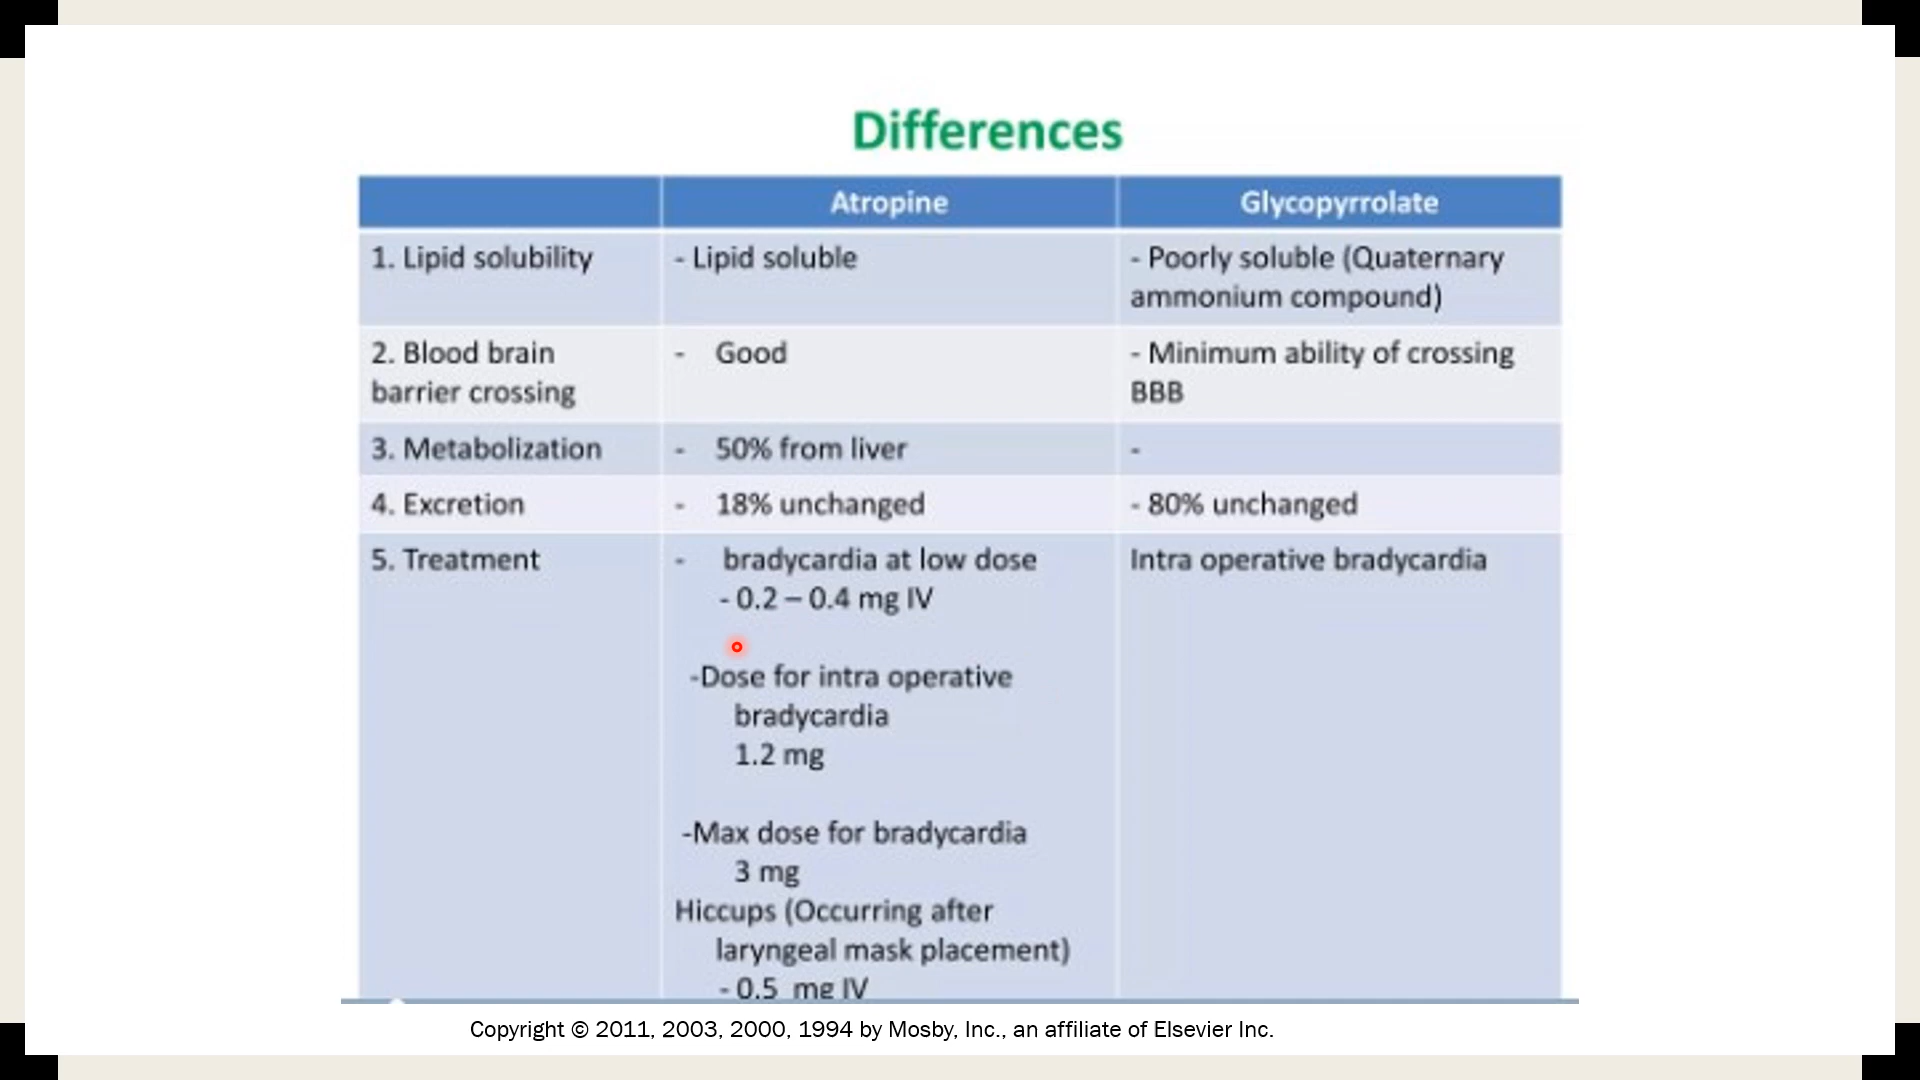 Differences
Atropine
Glycopyrrolate
1. Lipid solubility
- Lipid soluble
- Poorly soluble (Quaternary
ammonium compound)
2. Blood brain
barrier crossing
- Good
- Minimum ability of crossing
BBB
3. Metabolization
- 50% from liver
-
4. Excretion
- 18% unchanged
- 80% unchanged
5. Treatment
- bradycardia at low dose
- 0.2 – 0.4 mg IV
-Dose for intra operative
bradycardia
1.2 mg
-Max dose for bradycardia
3 mg
Hiccups (Occurring after
laryngeal mask placement)
- 0.5 mg IV
Intra operative bradycardia
Copyright © 2011, 2003, 2000, 1994 by Mosby, Inc., an affiliate of Elsevier Inc.